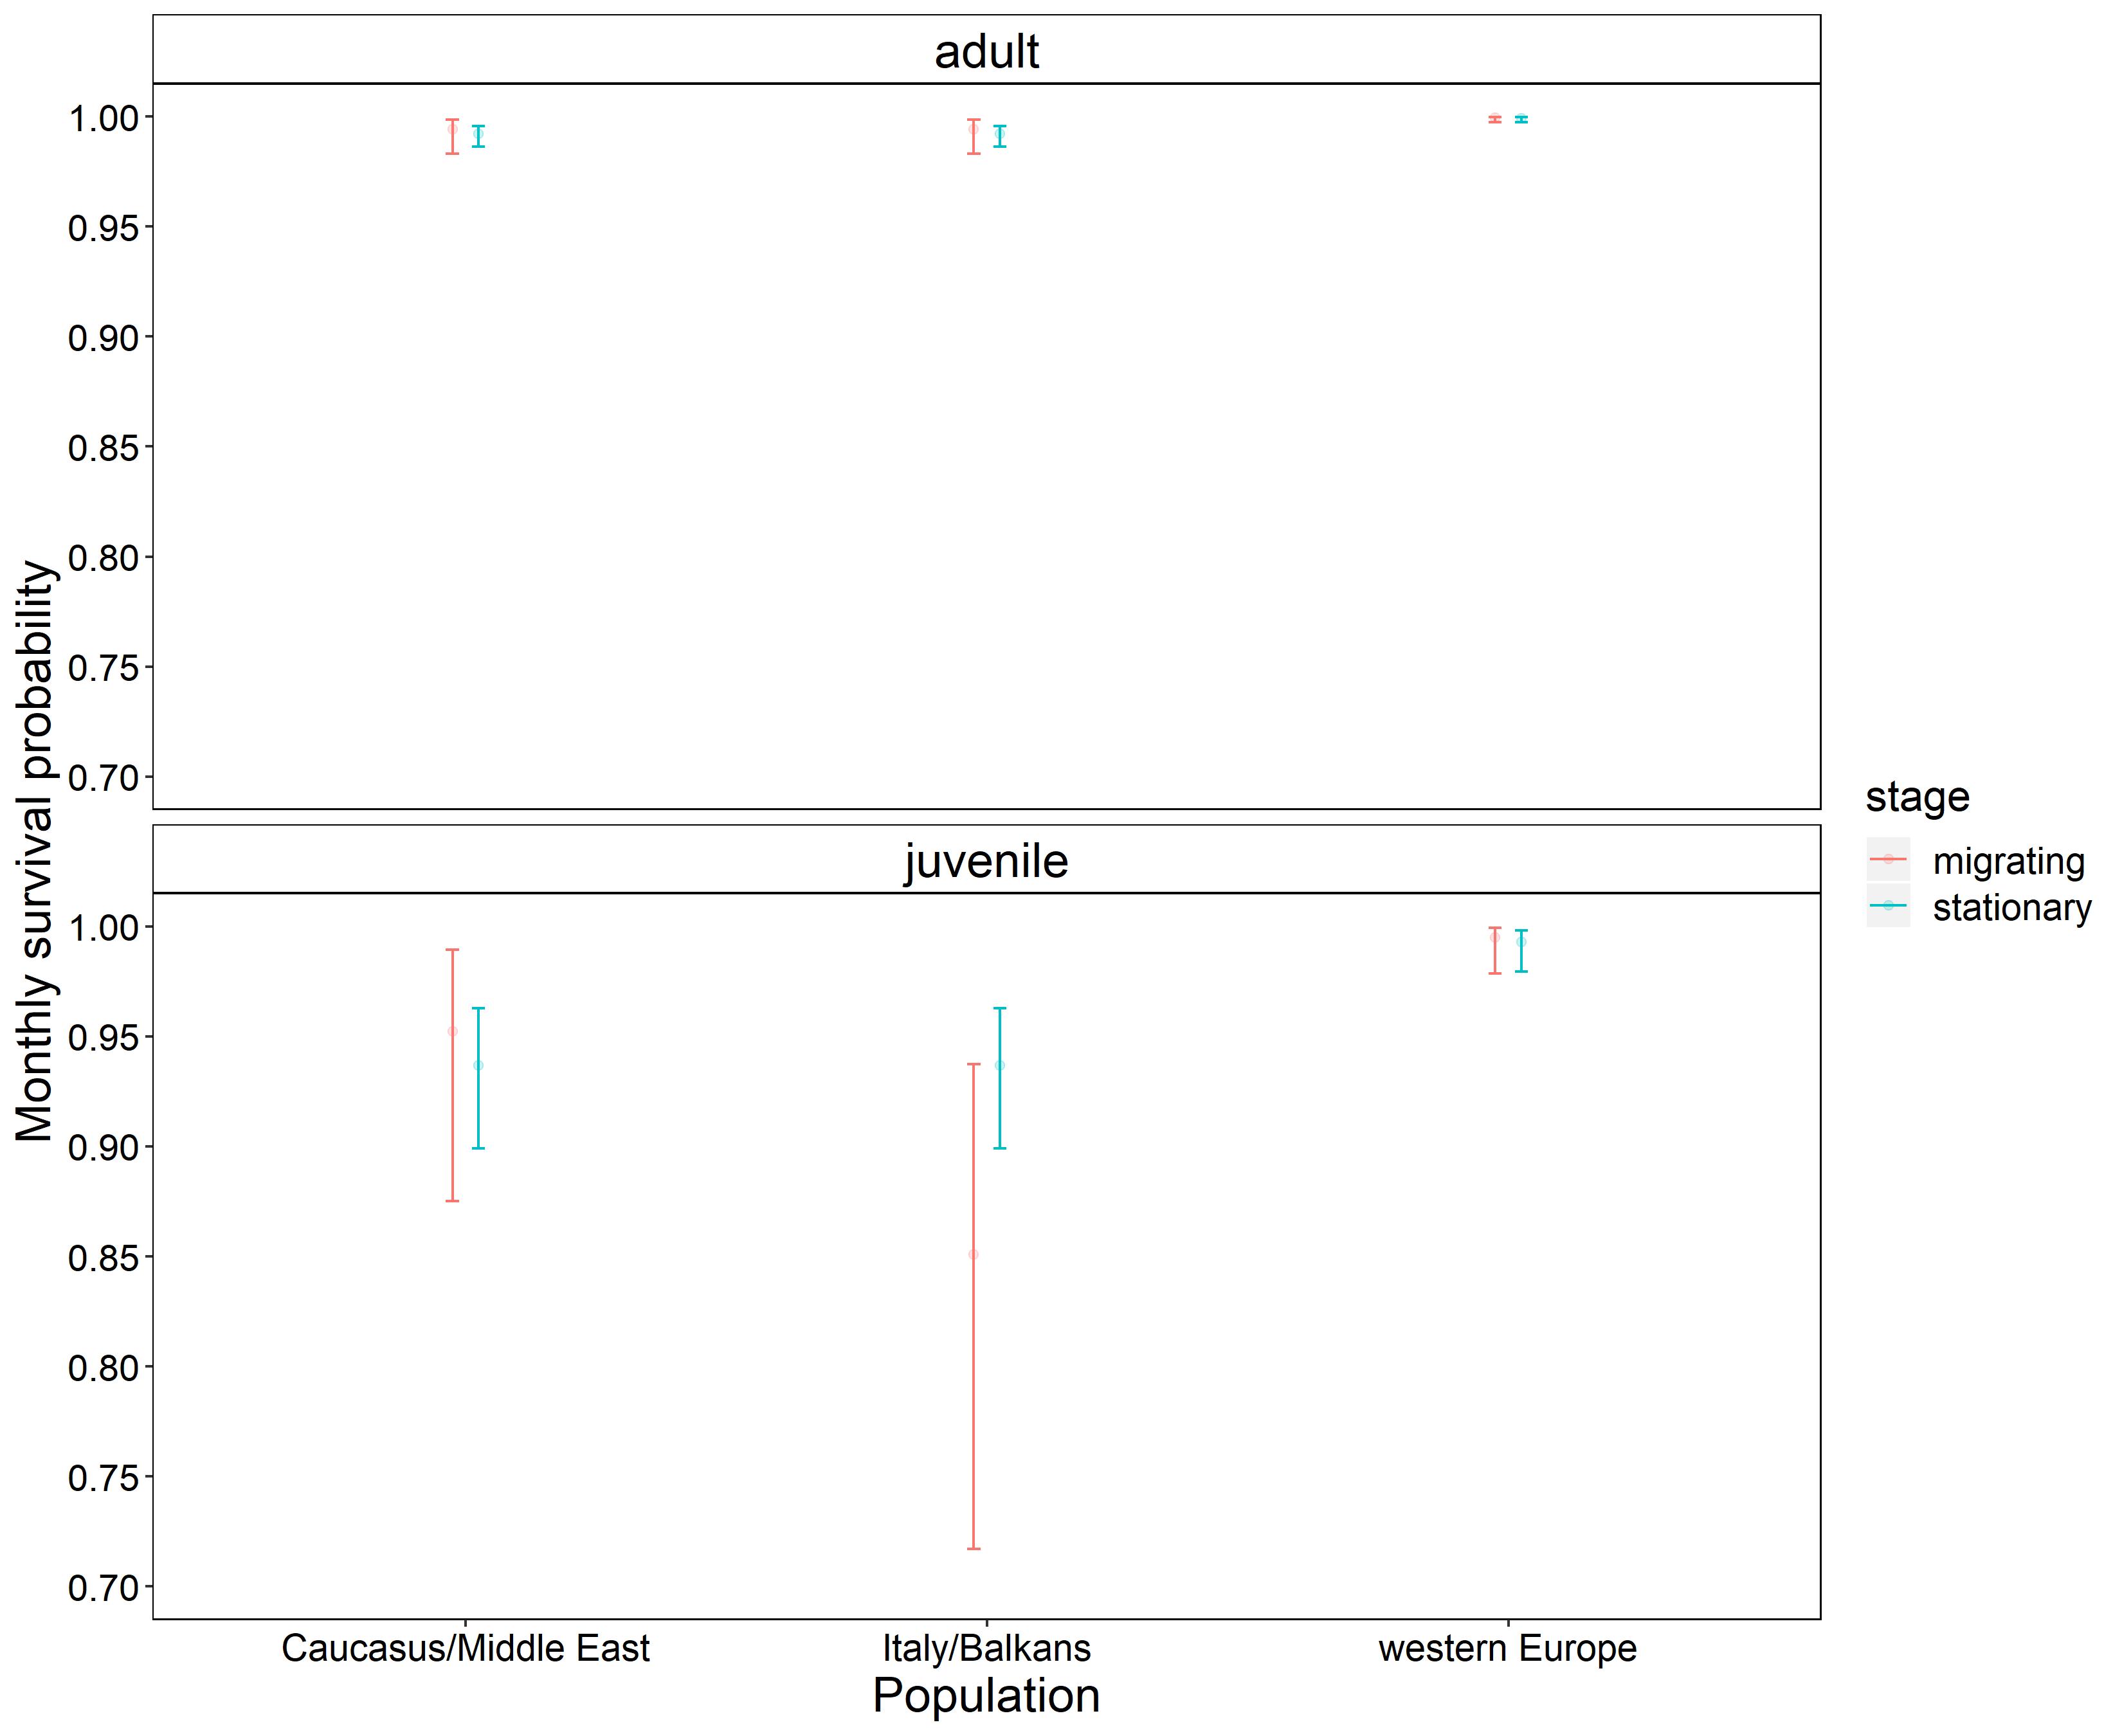 adult
1.00
0.95
0.90
0.85
0.80
0.75
0.70
juvenile
1.00
0.95
0.90
0.85
0.80
0.75
0.70
Monthly survival probability
Caucasus/Middle East
Italy/Balkans
western Europe
Population
stage
migrating
stationary